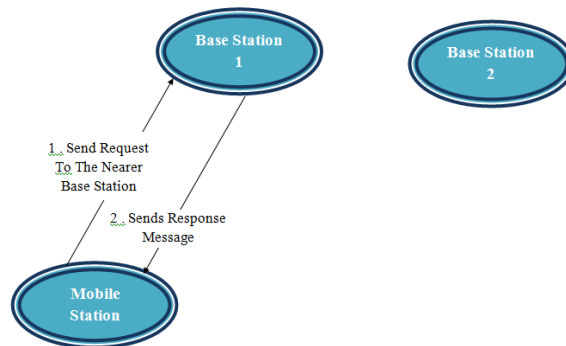 Base Station
1
Base Station
2
1 . Send Request
To The Nearer
Base Station
2 . Sends Response
Message
Mobile
Station